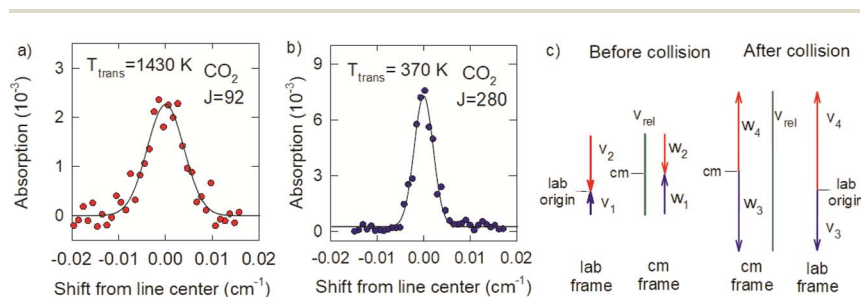 a)
T_trans=1430 K
CO₂
J=92
3
2
1
0
Absorption (10⁻³)
-0.02 -0.01 0.00 0.01 0.02
Shift from line center (cm⁻¹)
b)
T_trans=370 K
CO₂
J=280
9
6
3
0
Absorption (10⁻³)
-0.02 -0.01 0.00 0.01 0.02
Shift from line center (cm⁻¹)
c)
Before collision
After collision
v₂
lab
origin
v₁
v_rel
cm
w₂
w₁
w₄
cm
w₃
v_rel
v₄
lab
origin
v₃
lab
frame
cm
frame
cm
frame
lab
frame